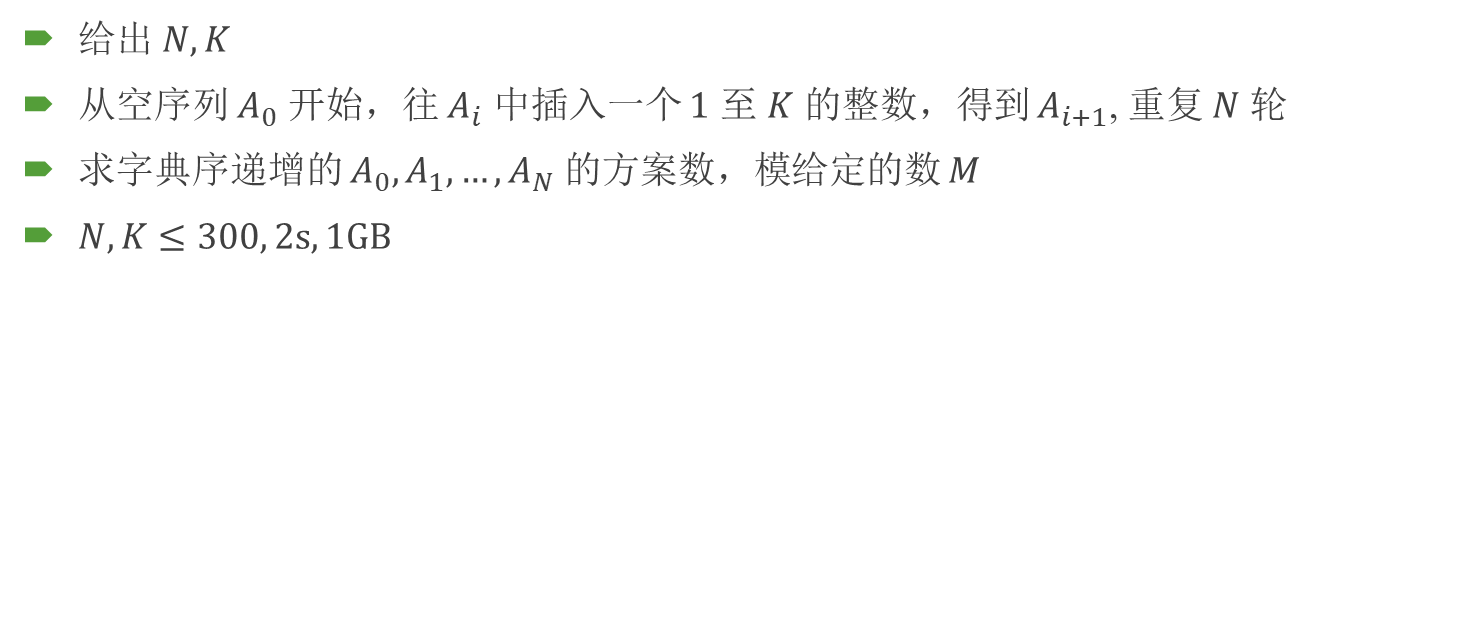 给出 N, K
从空序列 A₀ 开始，往 Aᵢ 中插入一个 1 至 K 的整数，得到 Aᵢ₊₁, 重复 N 轮
求字典序递增的 A₀, A₁, …, A_N 的方案数，模给定的数 M
N, K ≤ 300, 2s, 1GB